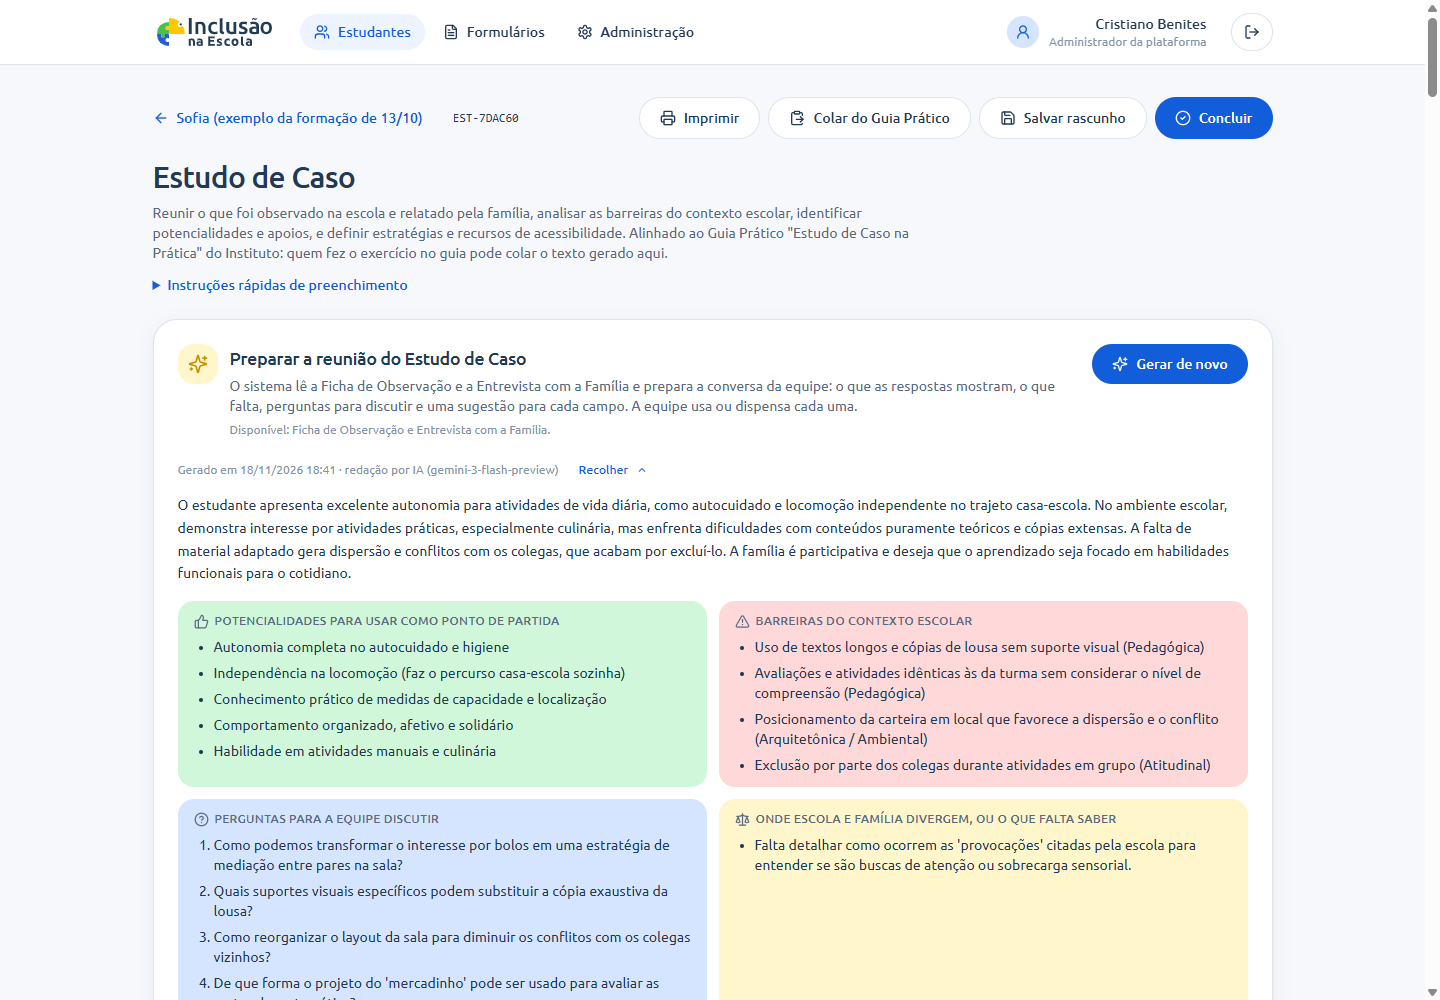 Inclusão
na Escola
Estudantes
Formulários
Administração
Cristiano Benites
Administrador da plataforma
Sofia (exemplo da formação de 13/10)
EST-7DAC60
Imprimir
Colar do Guia Prático
Salvar rascunho
Concluir
Estudo de Caso
Reunir o que foi observado na escola e relatado pela família, analisar as barreiras do contexto escolar, identificar
potencialidades e apoios, e definir estratégias e recursos de acessibilidade. Alinhado ao Guia Prático "Estudo de Caso na
Prática" do Instituto: quem fez o exercício no guia pode colar o texto gerado aqui.
Instruções rápidas de preenchimento
Preparar a reunião do Estudo de Caso
Gerar de novo
O sistema lê a Ficha de Observação e a Entrevista com a Família e prepara a conversa da equipe: o que as respostas mostram, o que
falta, perguntas para discutir e uma sugestão para cada campo. A equipe usa ou dispensa cada uma.
Disponível: Ficha de Observação e Entrevista com a Família.
Gerado em 18/11/2026 18:41 · redação por IA (gemini-3-flash-preview)
Recolher
O estudante apresenta excelente autonomia para atividades de vida diária, como autocuidado e locomoção independente no trajeto casa-escola. No ambiente escolar,
demonstra interesse por atividades práticas, especialmente culinária, mas enfrenta dificuldades com conteúdos puramente teóricos e cópias extensas. A falta de
material adaptado gera dispersão e conflitos com os colegas, que acabam por excluí-lo. A família é participativa e deseja que o aprendizado seja focado em habilidades
funcionais para o cotidiano.
POTENCIALIDADES PARA USAR COMO PONTO DE PARTIDA
• Autonomia completa no autocuidado e higiene
• Independência na locomoção (faz o percurso casa-escola sozinha)
• Conhecimento prático de medidas de capacidade e localização
• Comportamento organizado, afetivo e solidário
• Habilidade em atividades manuais e culinária
BARREIRAS DO CONTEXTO ESCOLAR
• Uso de textos longos e cópias de lousa sem suporte visual (Pedagógica)
• Avaliações e atividades idênticas às da turma sem considerar o nível de
compreensão (Pedagógica)
• Posicionamento da carteira em local que favorece a dispersão e o conflito
(Arquitetônica / Ambiental)
• Exclusão por parte dos colegas durante atividades em grupo (Atitudinal)
PERGUNTAS PARA A EQUIPE DISCUTIR
1. Como podemos transformar o interesse por bolos em uma estratégia de
mediação entre pares na sala?
2. Quais suportes visuais específicos podem substituir a cópia exaustiva da
lousa?
3. Como reorganizar o layout da sala para diminuir os conflitos com os colegas
vizinhos?
4. De que forma o projeto do 'mercadinho' pode ser usado para avaliar as
ONDE ESCOLA E FAMÍLIA DIVERGEM, OU O QUE FALTA SABER
• Falta detalhar como ocorrem as 'provocações' citadas pela escola para
entender se são buscas de atenção ou sobrecarga sensorial.